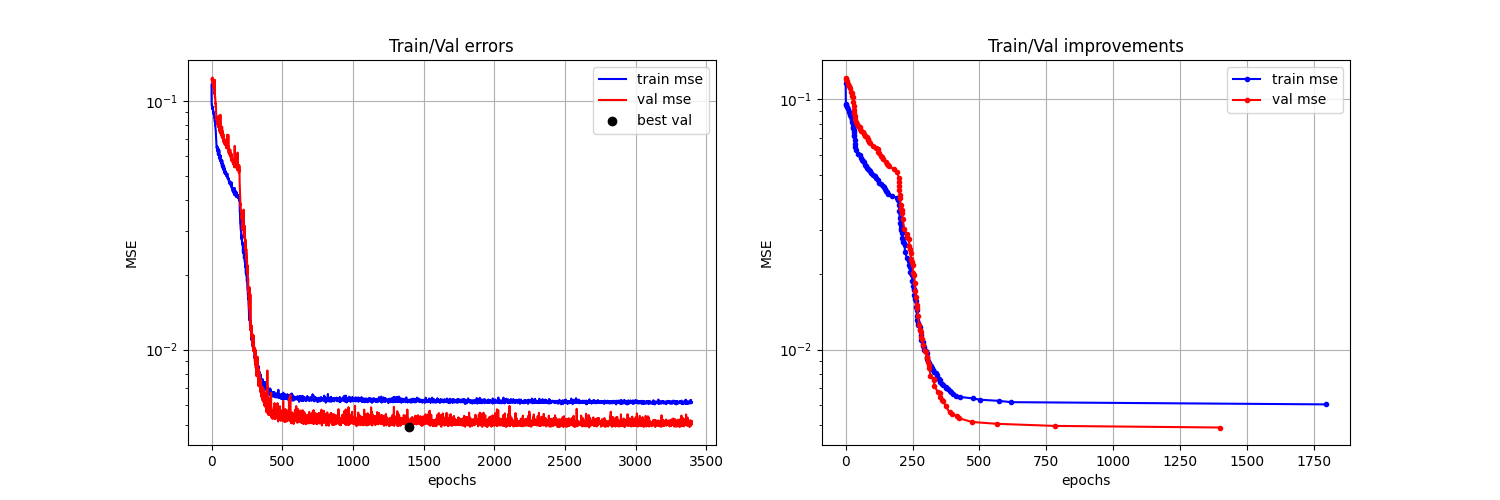 Train/Val errors
MSE
10⁻¹
10⁻²
train mse
val mse
best val
0 500 1000 1500 2000 2500 3000 3500
epochs
Train/Val improvements
MSE
10⁻¹
10⁻²
train mse
val mse
0 250 500 750 1000 1250 1500 1750
epochs